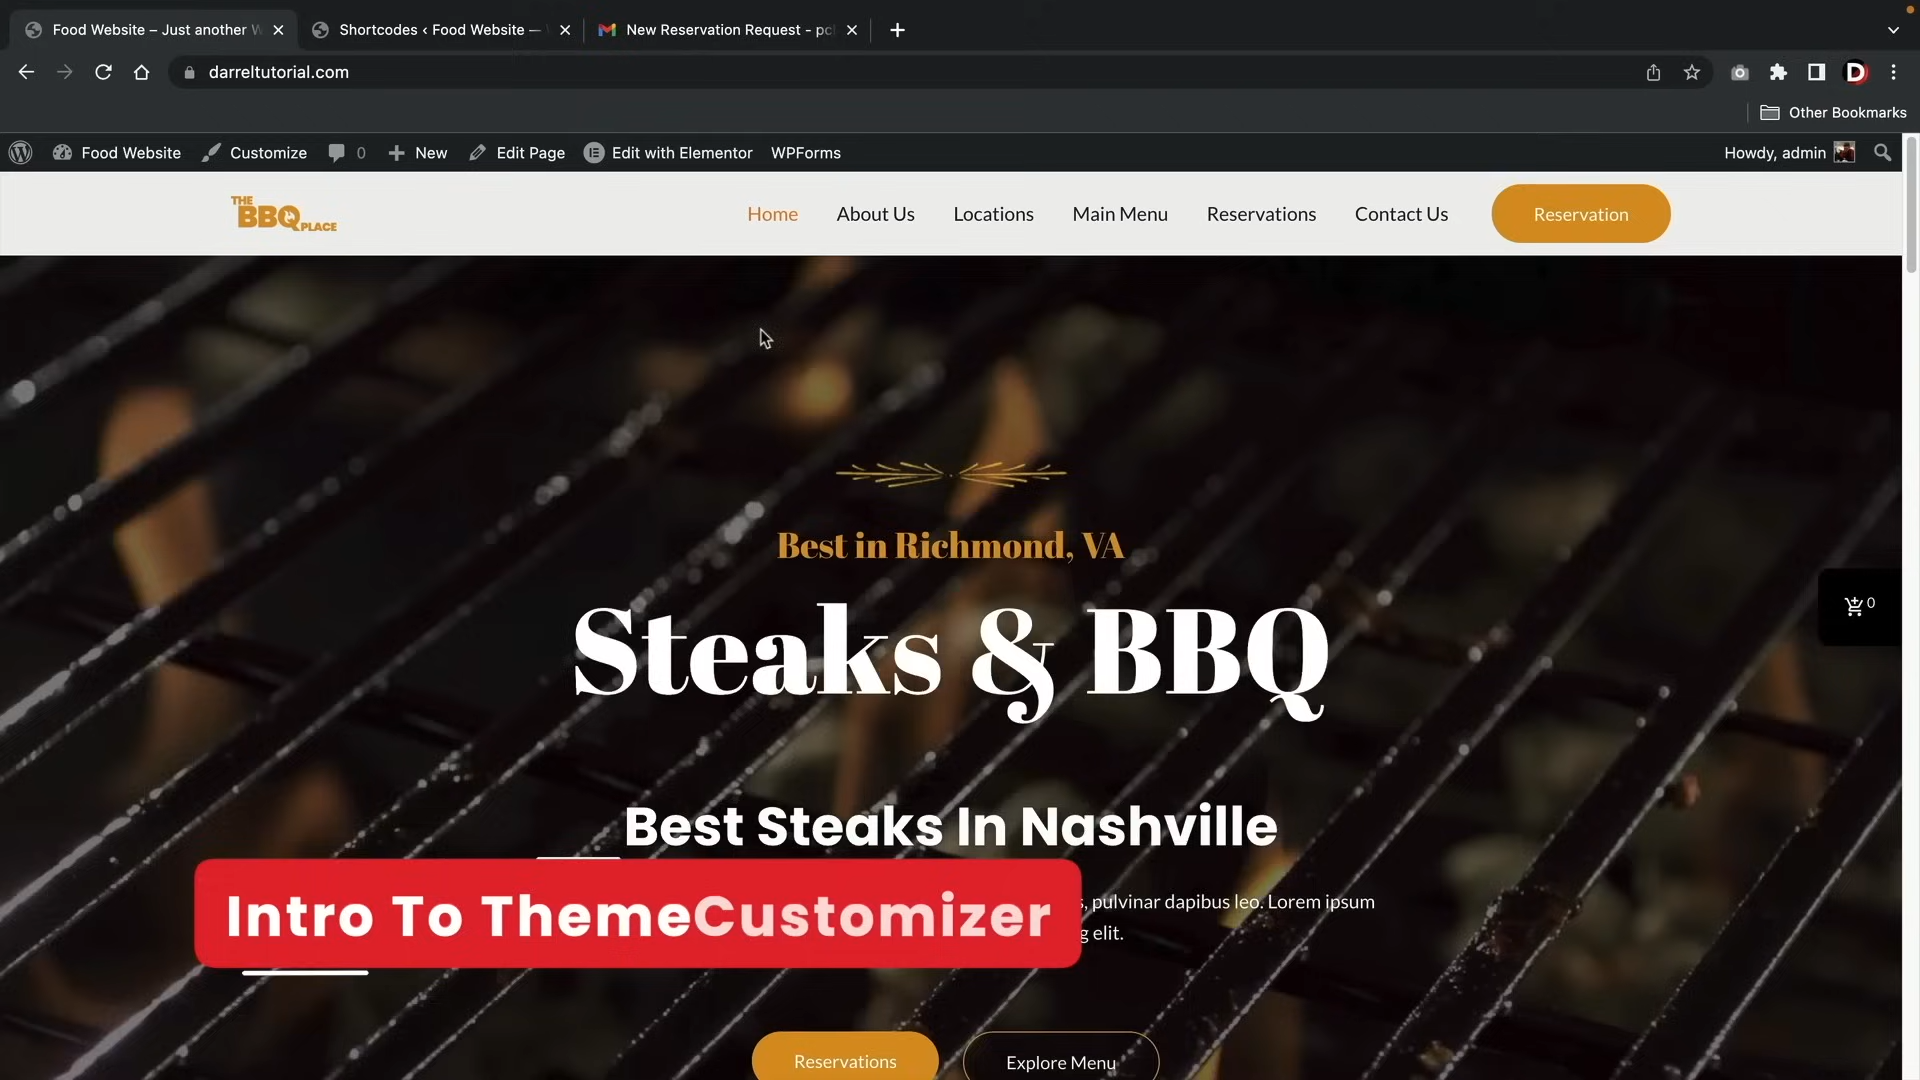 Food Website – Just another W
Shortcodes ‹ Food Website —
New Reservation Request - pc
darreltutorial.com
Other Bookmarks
Food Website
Customize
0
New
Edit Page
Edit with Elementor
WPForms
Howdy, admin
THE
BBQ
PLACE
Home
About Us
Locations
Main Menu
Reservations
Contact Us
Reservation
Best in Richmond, VA
Steaks & BBQ
0
Best Steaks In Nashville
Intro To ThemeCustomizer
, pulvinar dapibus leo. Lorem ipsum
g elit.
Reservations
Explore Menu